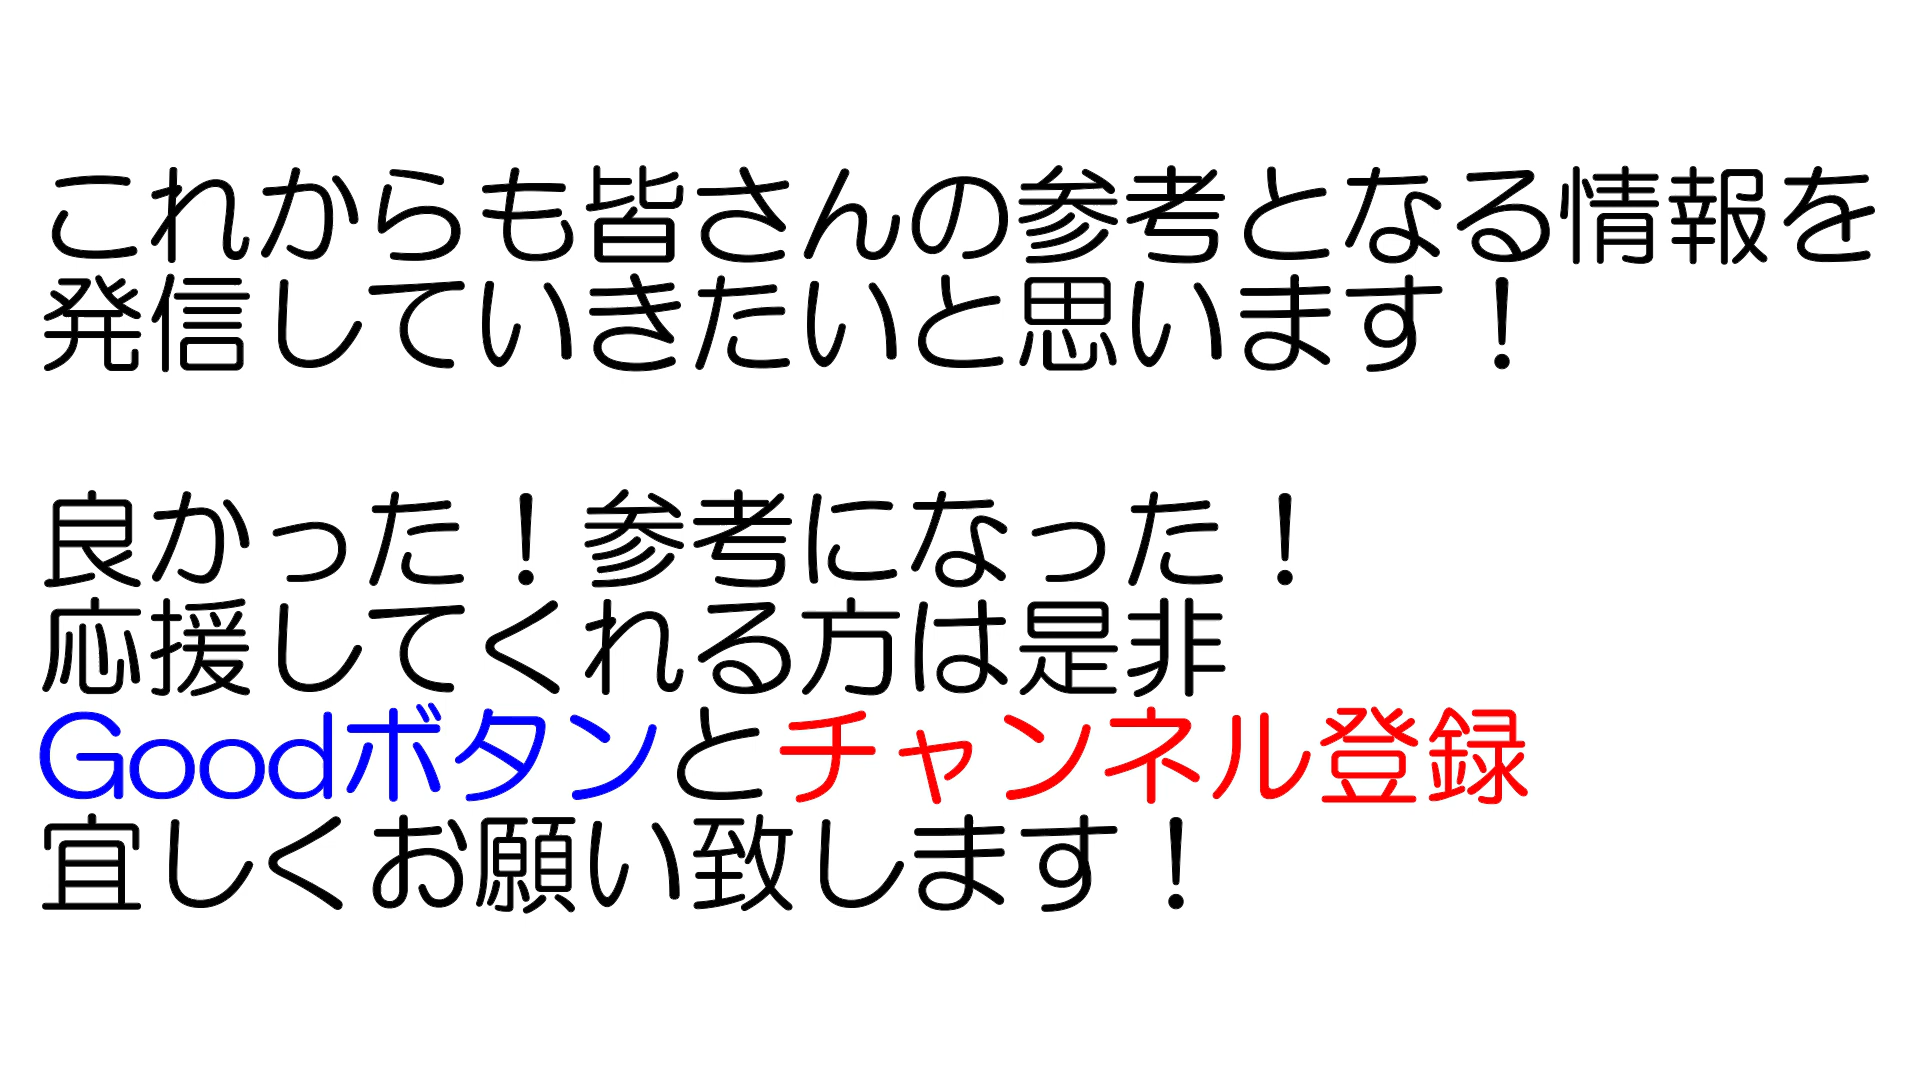 これからも皆さんの参考となる情報を
発信していきたいと思います！
良かった！参考になった！
応援してくれる方は是非
Goodボタンとチャンネル登録
宜しくお願い致します！